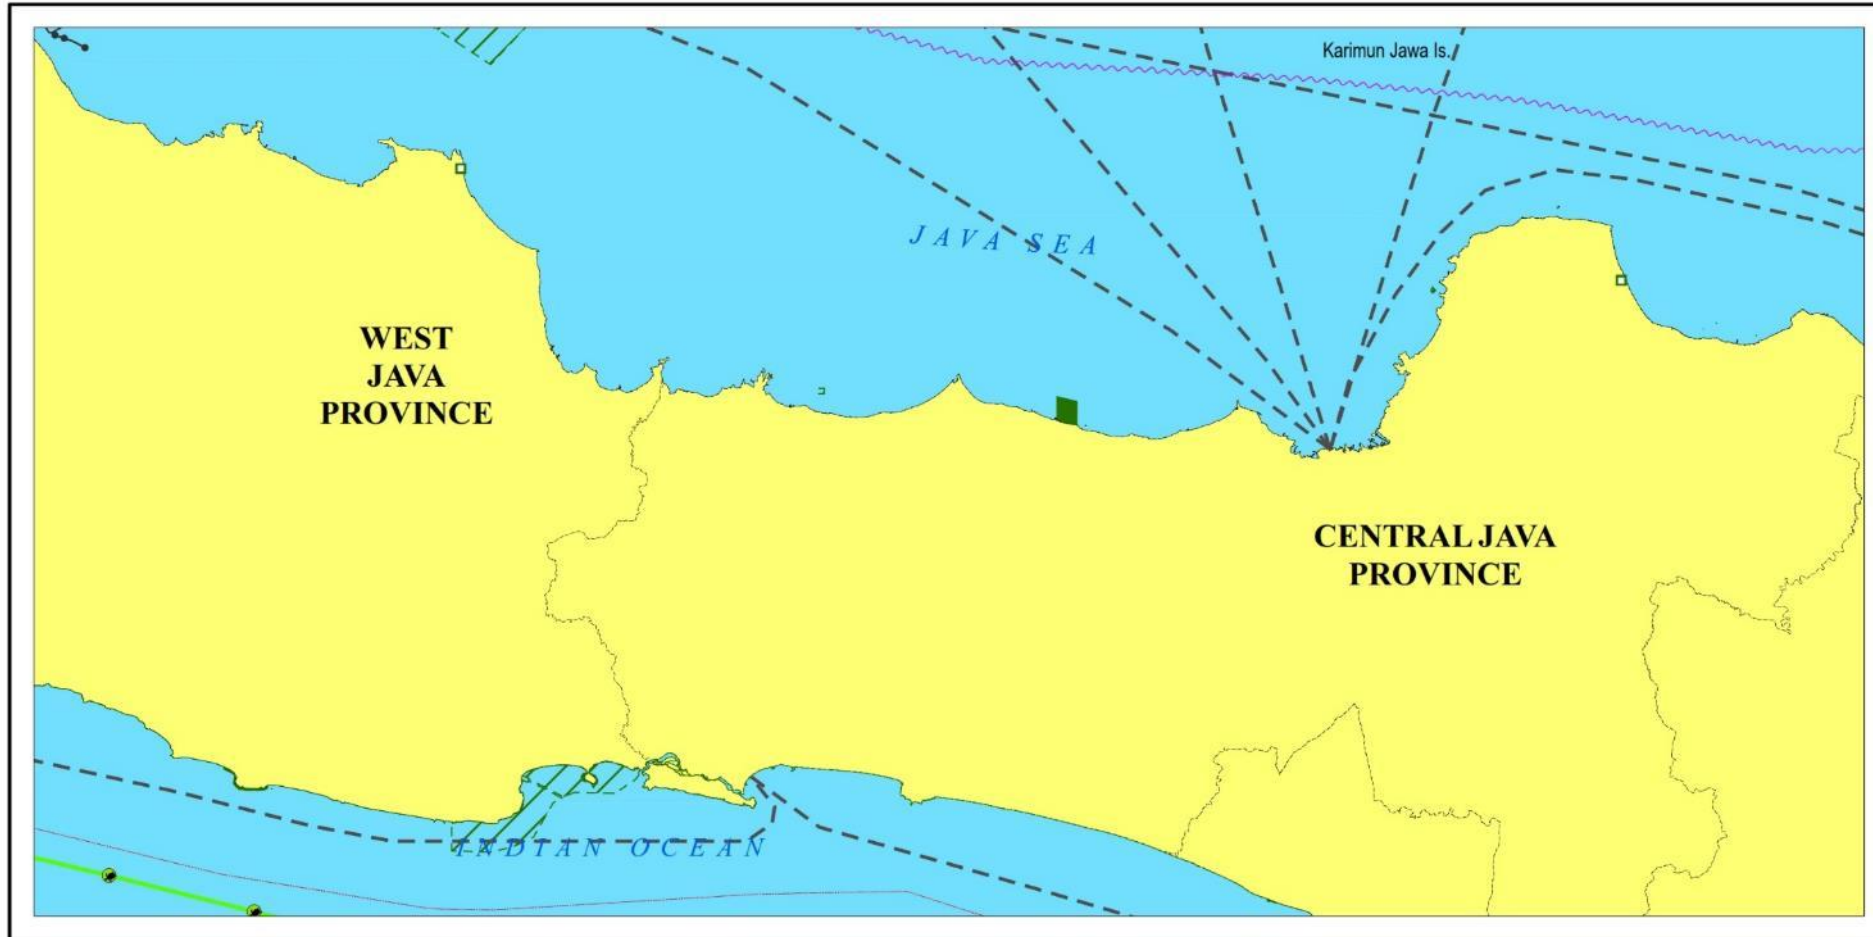 Karimun Jawa Is.
JAVA SEA
WEST
JAVA
PROVINCE
CENTRAL JAVA
PROVINCE
INDIAN OCEAN